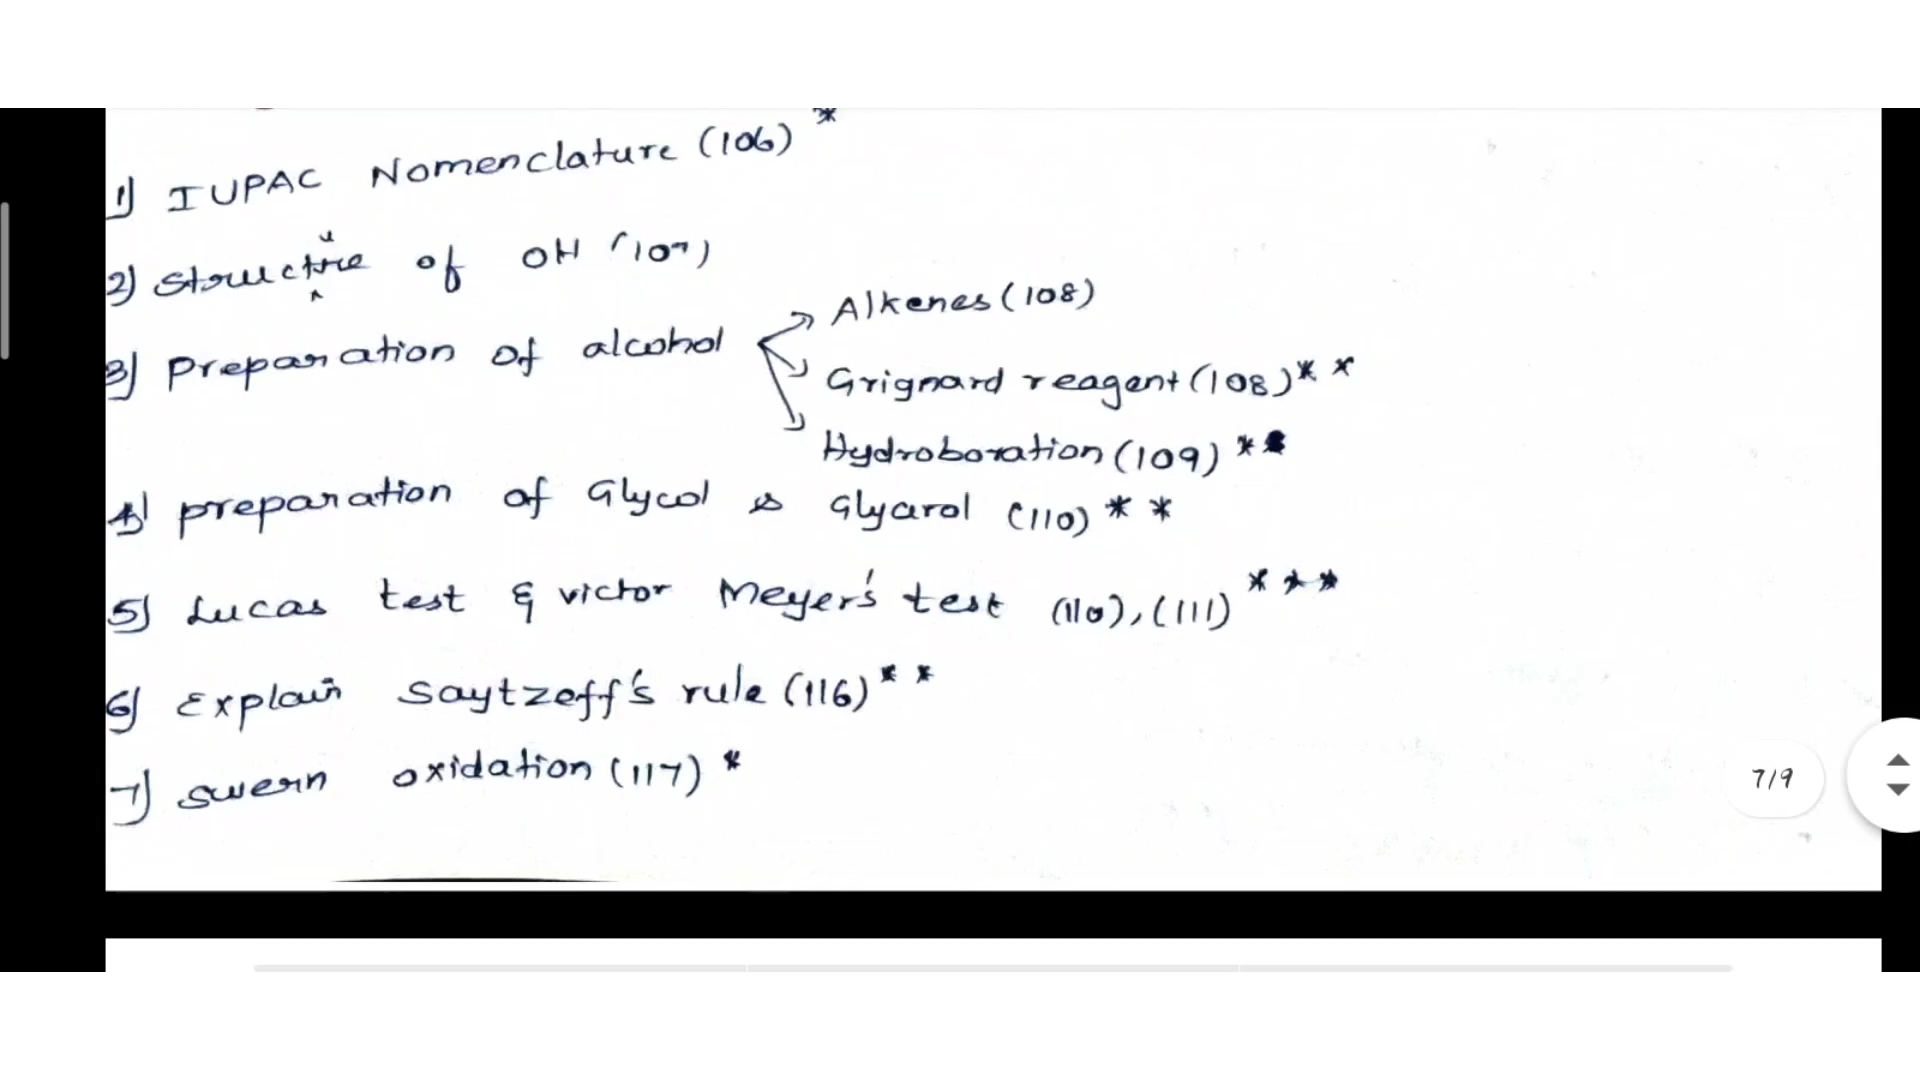 1) IUPAC Nomenclature (106) *
2) Structure of OH (107)
3) Preparation of alcohol
Alkenes (108)
Grignard reagent (108) * *
Hydroboration (109) * *
4) preparation of Glycol & Glyarol (110) * *
5) Lucas test & victor Meyer's test (110), (111) * * *
6) Explain Saytzeff's rule (116) * *
7) swern oxidation (117) *
7/9